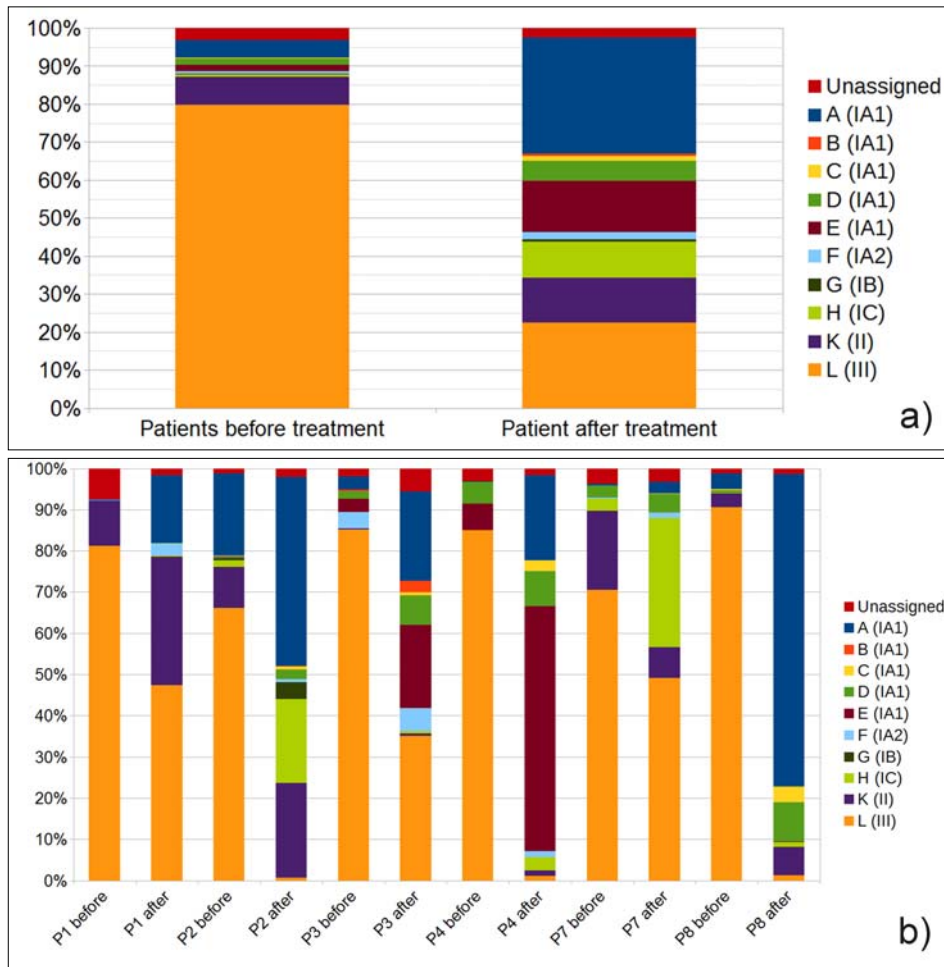 100%
90%
80%
70%
60%
50%
40%
30%
20%
10%
0%
Patients before treatment
Patient after treatment
Unassigned
A (IA1)
B (IA1)
C (IA1)
D (IA1)
E (IA1)
F (IA2)
G (IB)
H (IC)
K (II)
L (III)
a)
100%
90%
80%
70%
60%
50%
40%
30%
20%
10%
0%
P1 before
P1 after
P2 before
P2 after
P3 before
P3 after
P4 before
P4 after
P7 before
P7 after
P8 before
P8 after
Unassigned
A (IA1)
B (IA1)
C (IA1)
D (IA1)
E (IA1)
F (IA2)
G (IB)
H (IC)
K (II)
L (III)
b)